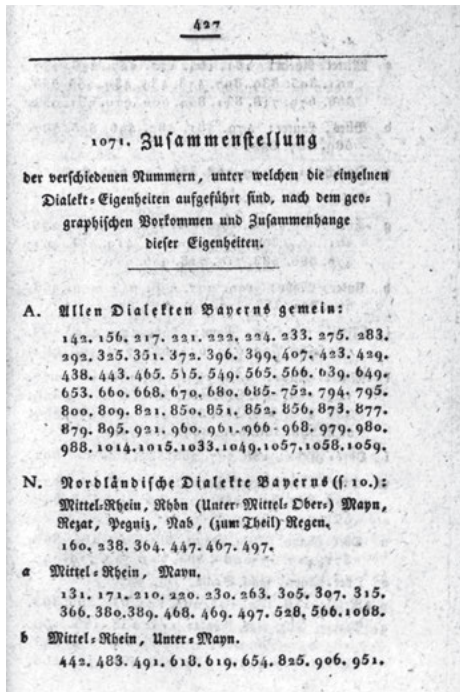 427
1071. Zusammenstellung
der verschiedenen Nummern, unter welchen die einzelnen
Dialekt-Eigenheiten aufgeführt sind, nach dem geo-
graphischen Vorkommen und Zusammenhange
dieser Eigenheiten.
A. Allen Dialekten Bayerns gemein:
142. 156. 217. 221. 222. 224. 233. 275. 283.
292. 325. 351. 372. 396. 399. 407. 423. 429.
438. 443. 465. 515. 549. 565. 566. 639. 649.
653. 660. 668. 670. 680. 685- 752. 794. 795.
800. 809. 821. 850. 851. 852. 856. 873. 877.
879. 895. 921. 960. 961.-966 - 968. 979. 980.
988. 1014. 1015. 1033. 1049. 1057. 1058. 1059.
N. Nordländische Dialekte Bayerns (s. 10.):
Mittel-Rhein, Rhön (Unter-Mittel-Ober-) Mayn,
Rezat, Pegniz, Nab, (zum Theil) Regen.
160. 238. 364. 447. 467. 497.
a Mittel-Rhein, Mayn.
131. 171. 210. 220. 230. 263. 305. 307. 315.
366. 380. 389. 468. 469. 497. 528, 566. 1068.
b Mittel-Rhein, Unter-Mayn.
442. 483. 491. 618. 619. 654. 825. 906. 951.